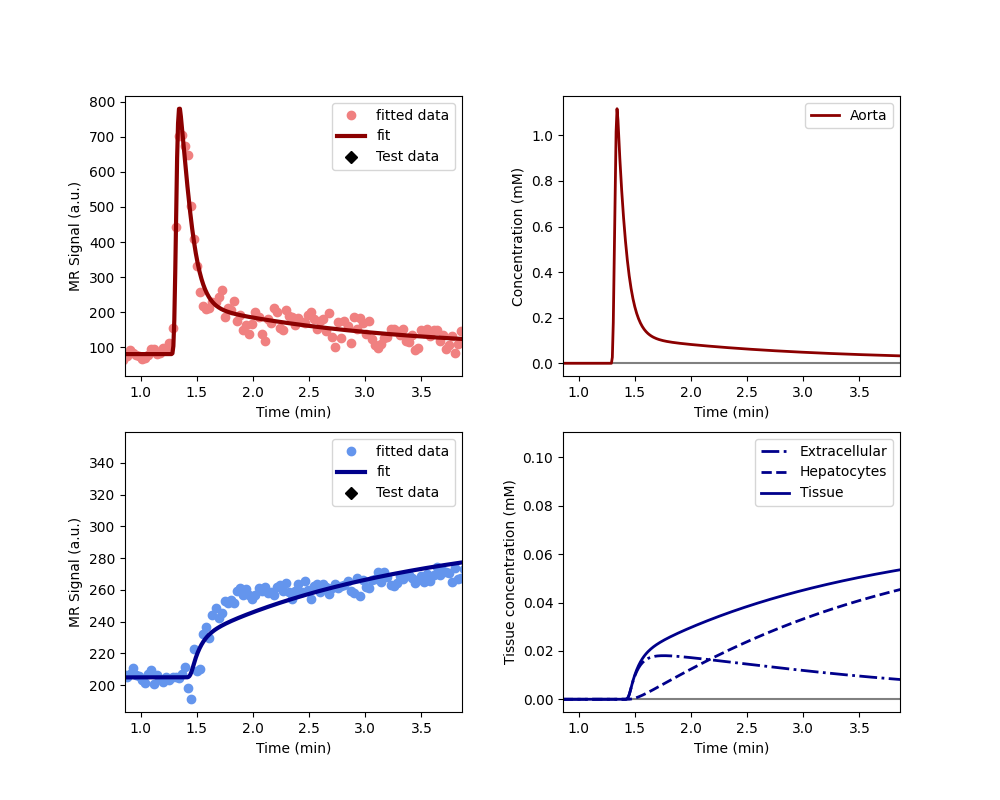 800
700
600
500
400
300
200
100
MR Signal (a.u.)
fitted data
fit
Test data
1.0 1.5 2.0 2.5 3.0 3.5
Time (min)
1.0
0.8
0.6
0.4
0.2
0.0
Concentration (mM)
Aorta
1.0 1.5 2.0 2.5 3.0 3.5
Time (min)
340
320
300
280
260
240
220
200
MR Signal (a.u.)
fitted data
fit
Test data
1.0 1.5 2.0 2.5 3.0 3.5
Time (min)
0.10
0.08
0.06
0.04
0.02
0.00
Tissue concentration (mM)
Extracellular
Hepatocytes
Tissue
1.0 1.5 2.0 2.5 3.0 3.5
Time (min)